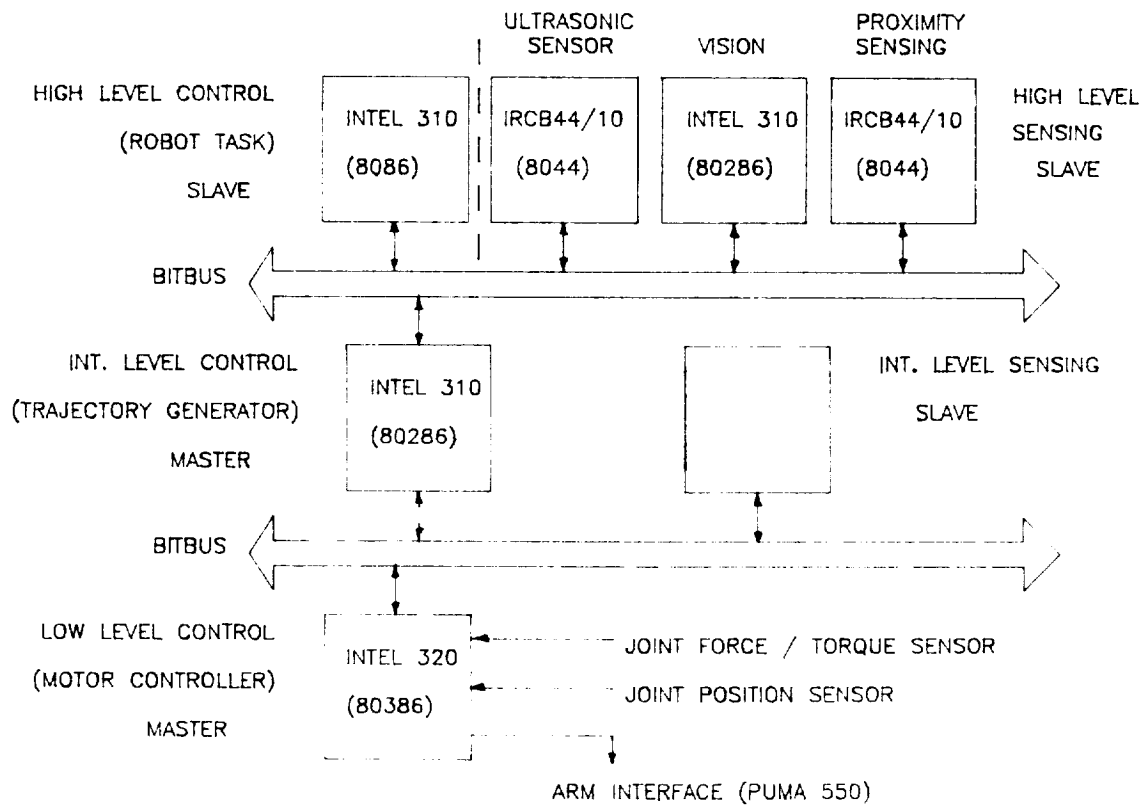 ULTRASONIC
SENSOR
VISION
PROXIMITY
SENSING
HIGH LEVEL CONTROL
(ROBOT TASK)
SLAVE
INTEL 310
(8086)
IRCB44/10
(8044)
INTEL 310
(80286)
IRCB44/10
(8044)
HIGH LEVEL
SENSING
SLAVE
BITBUS
INT. LEVEL CONTROL
(TRAJECTORY GENERATOR)
MASTER
INTEL 310
(80286)
INT. LEVEL SENSING
SLAVE
BITBUS
LOW LEVEL CONTROL
(MOTOR CONTROLLER)
MASTER
INTEL 320
(80386)
JOINT FORCE / TORQUE SENSOR
JOINT POSITION SENSOR
ARM INTERFACE (PUMA 550)